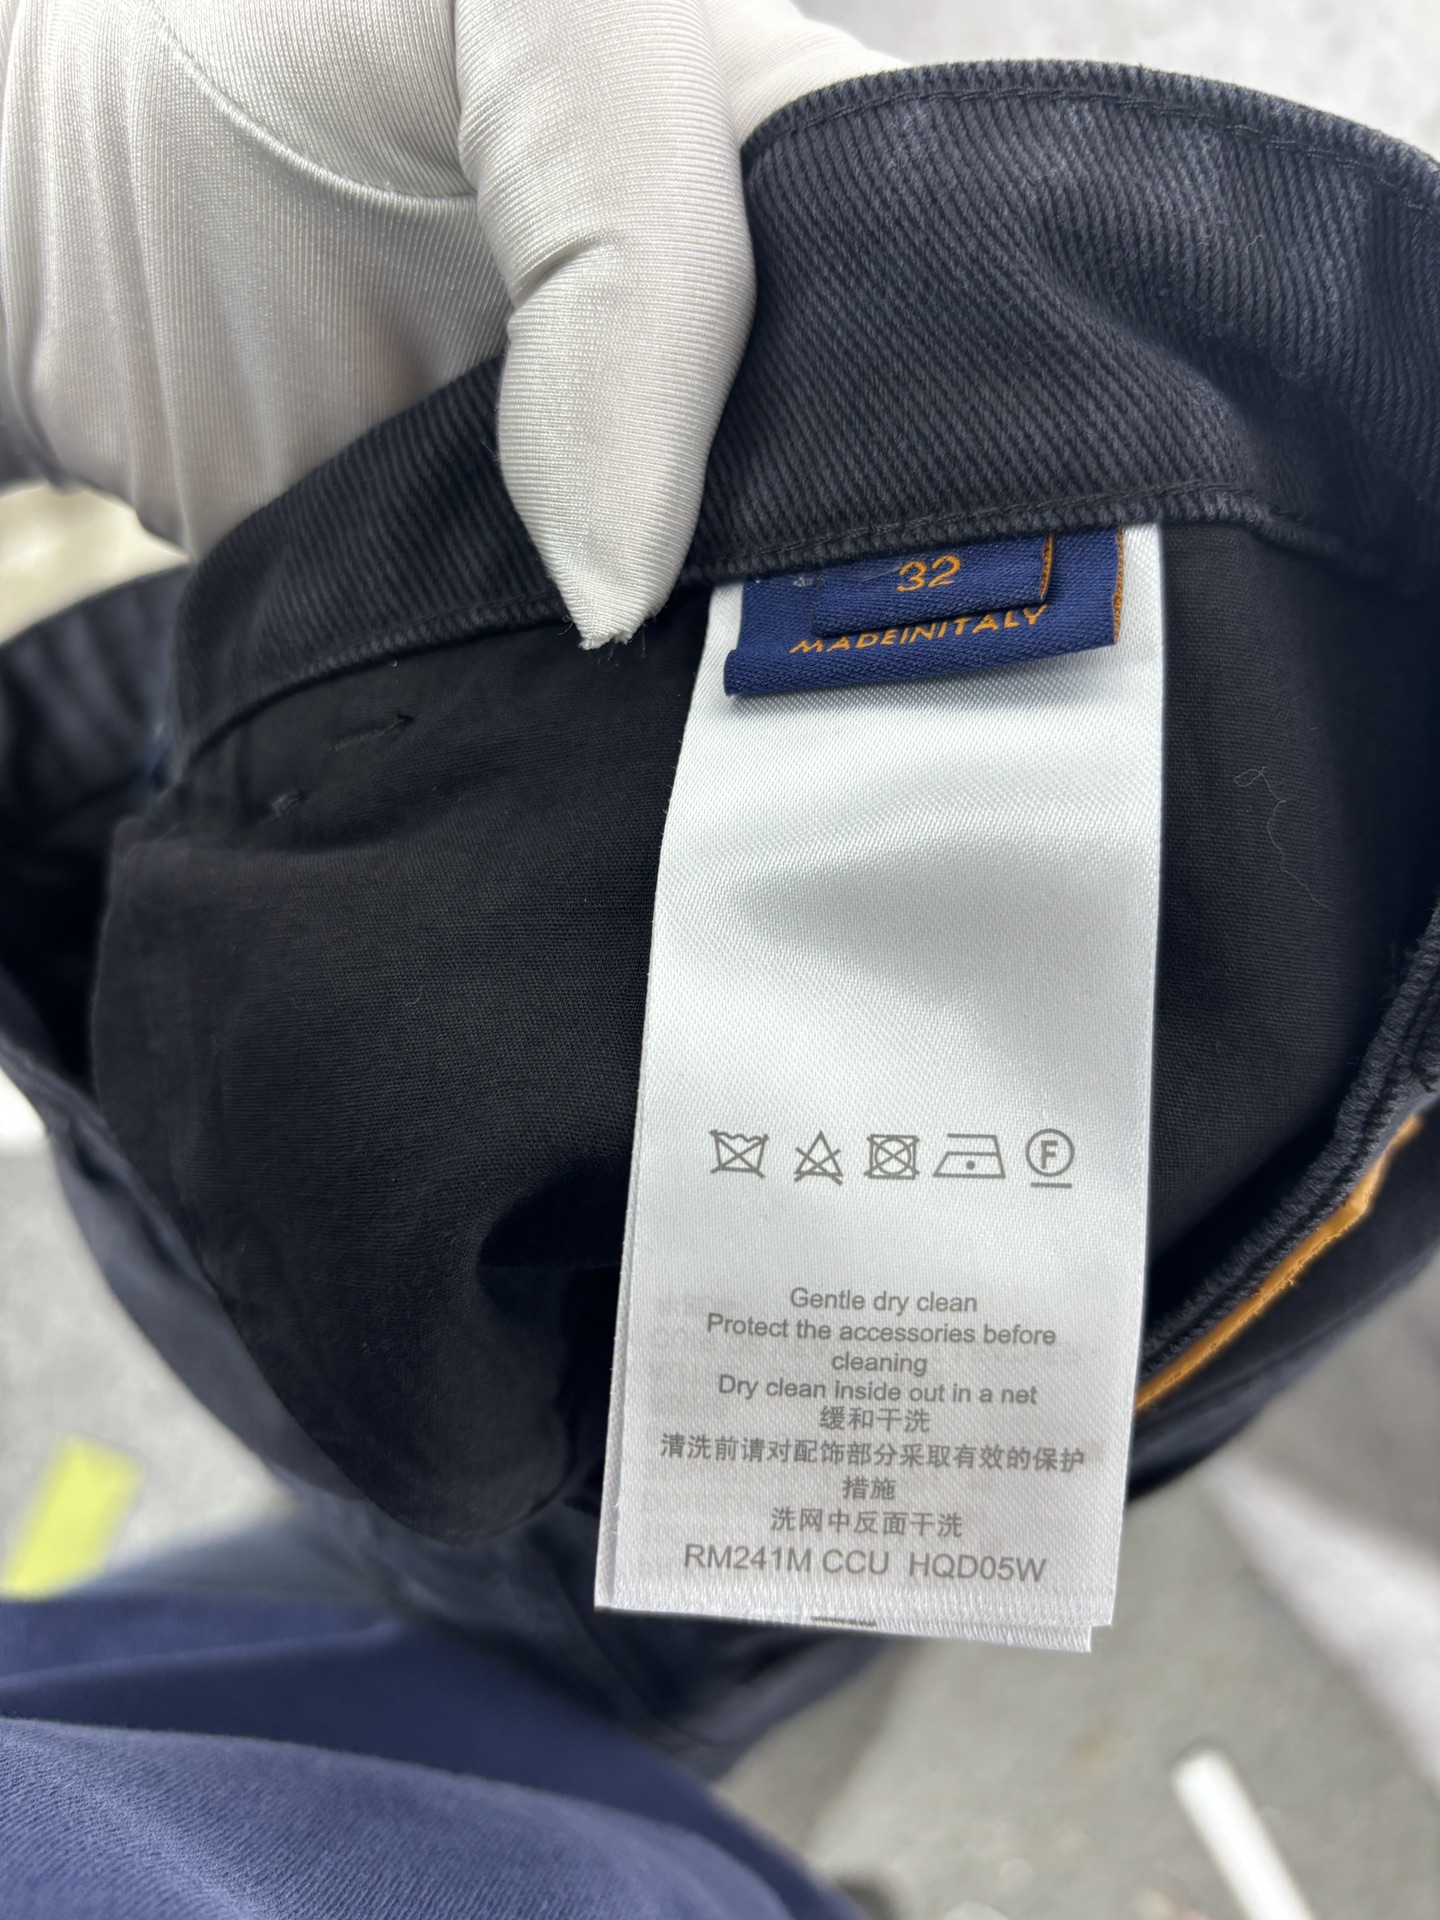 32
MADEINITALY
F
Gentle dry clean
Protect the accessories before
cleaning
Dry clean inside out in a net
缓和干洗
清洗前请对配饰部分采取有效的保护
措施
洗网中反面干洗
RM241M CCU HQD05W